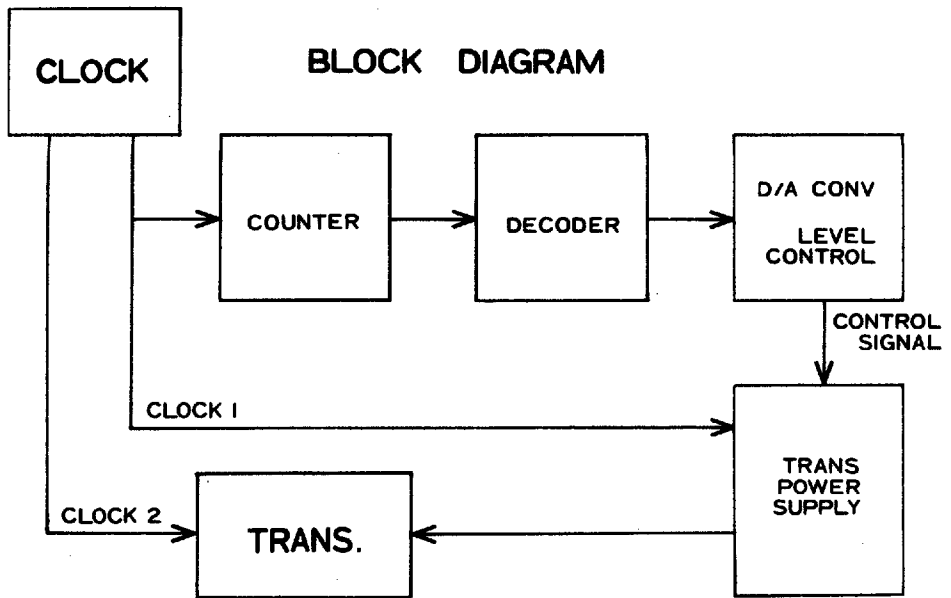 CLOCK
BLOCK DIAGRAM
COUNTER
DECODER
D/A CONV
LEVEL
CONTROL
CONTROL
SIGNAL
CLOCK 1
TRANS
POWER
SUPPLY
CLOCK 2
TRANS.